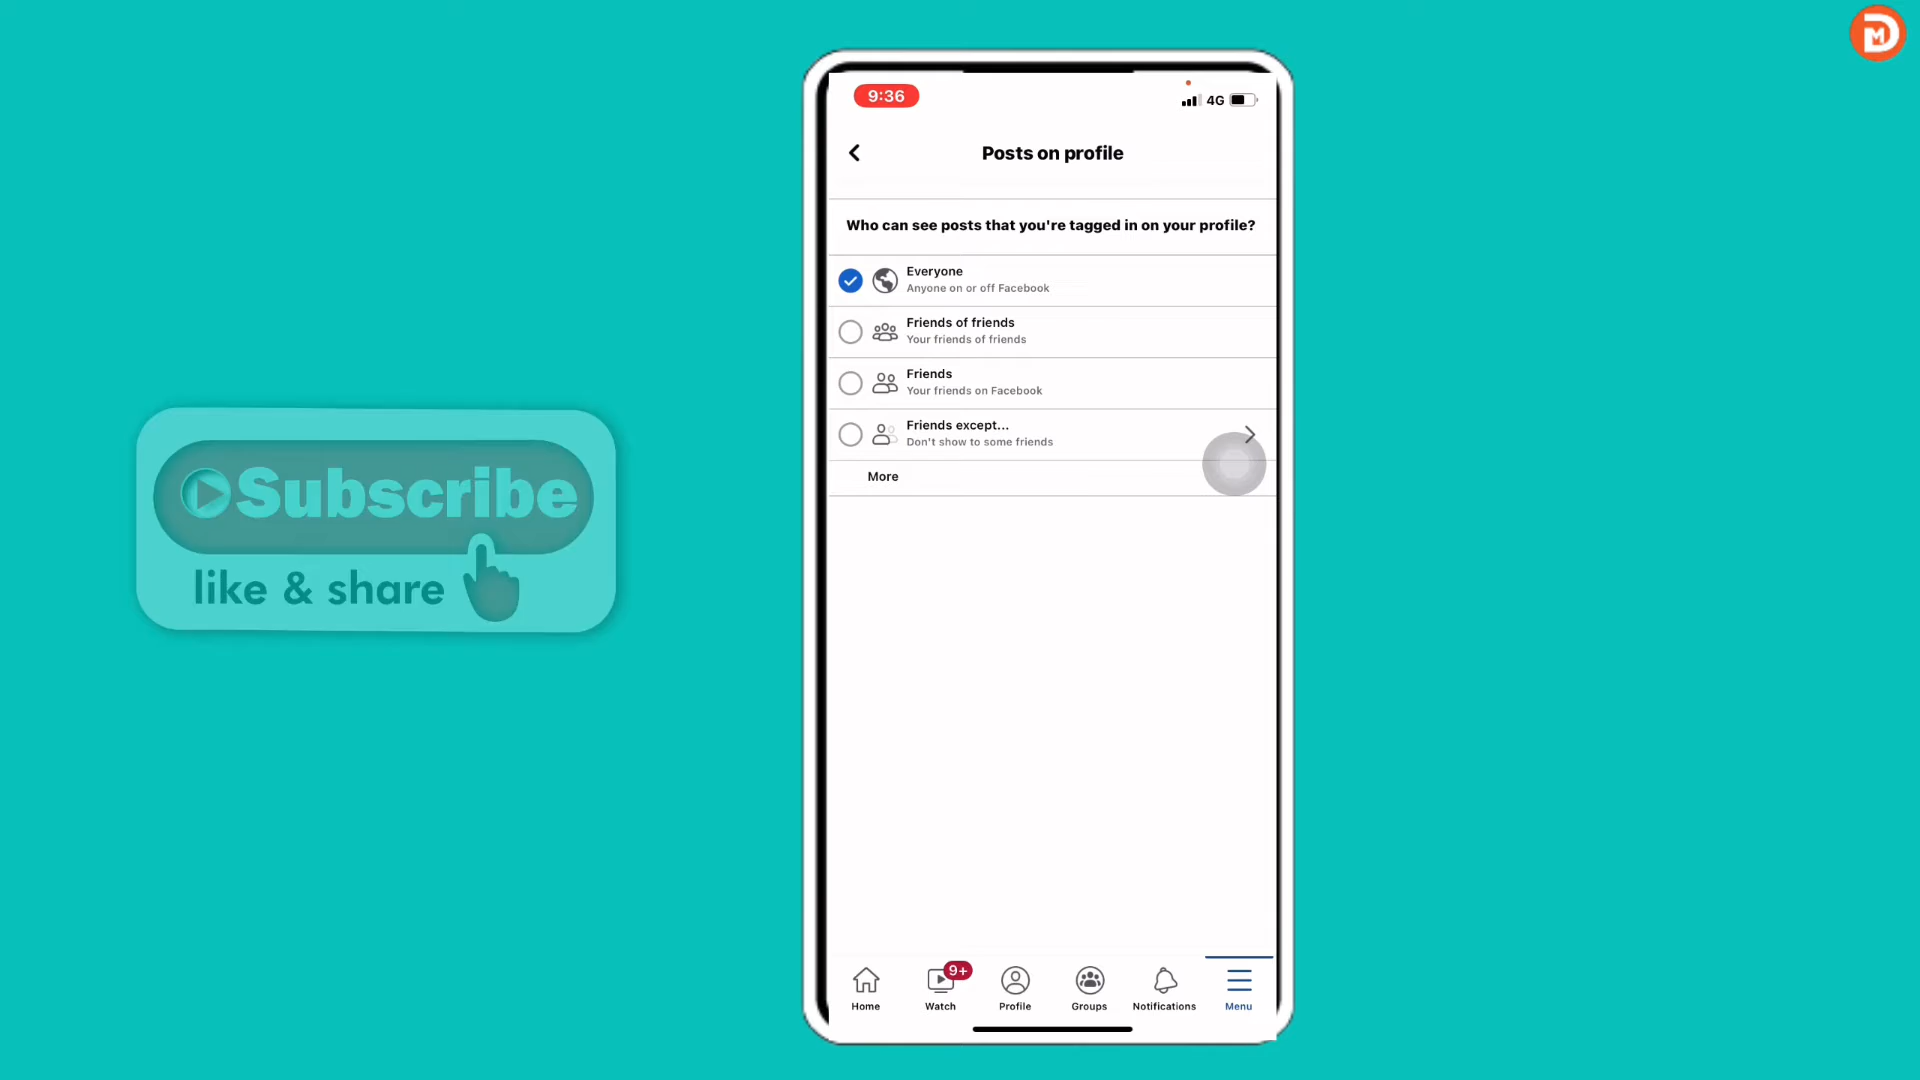 9:36
4G
Posts on profile
Who can see posts that you're tagged in on your profile?
Everyone
Anyone on or off Facebook
Friends of friends
Your friends of friends
Friends
Your friends on Facebook
Friends except...
Don't show to some friends
More
Subscribe
like & share
9+
Home
Watch
Profile
Groups
Notifications
Menu
DM